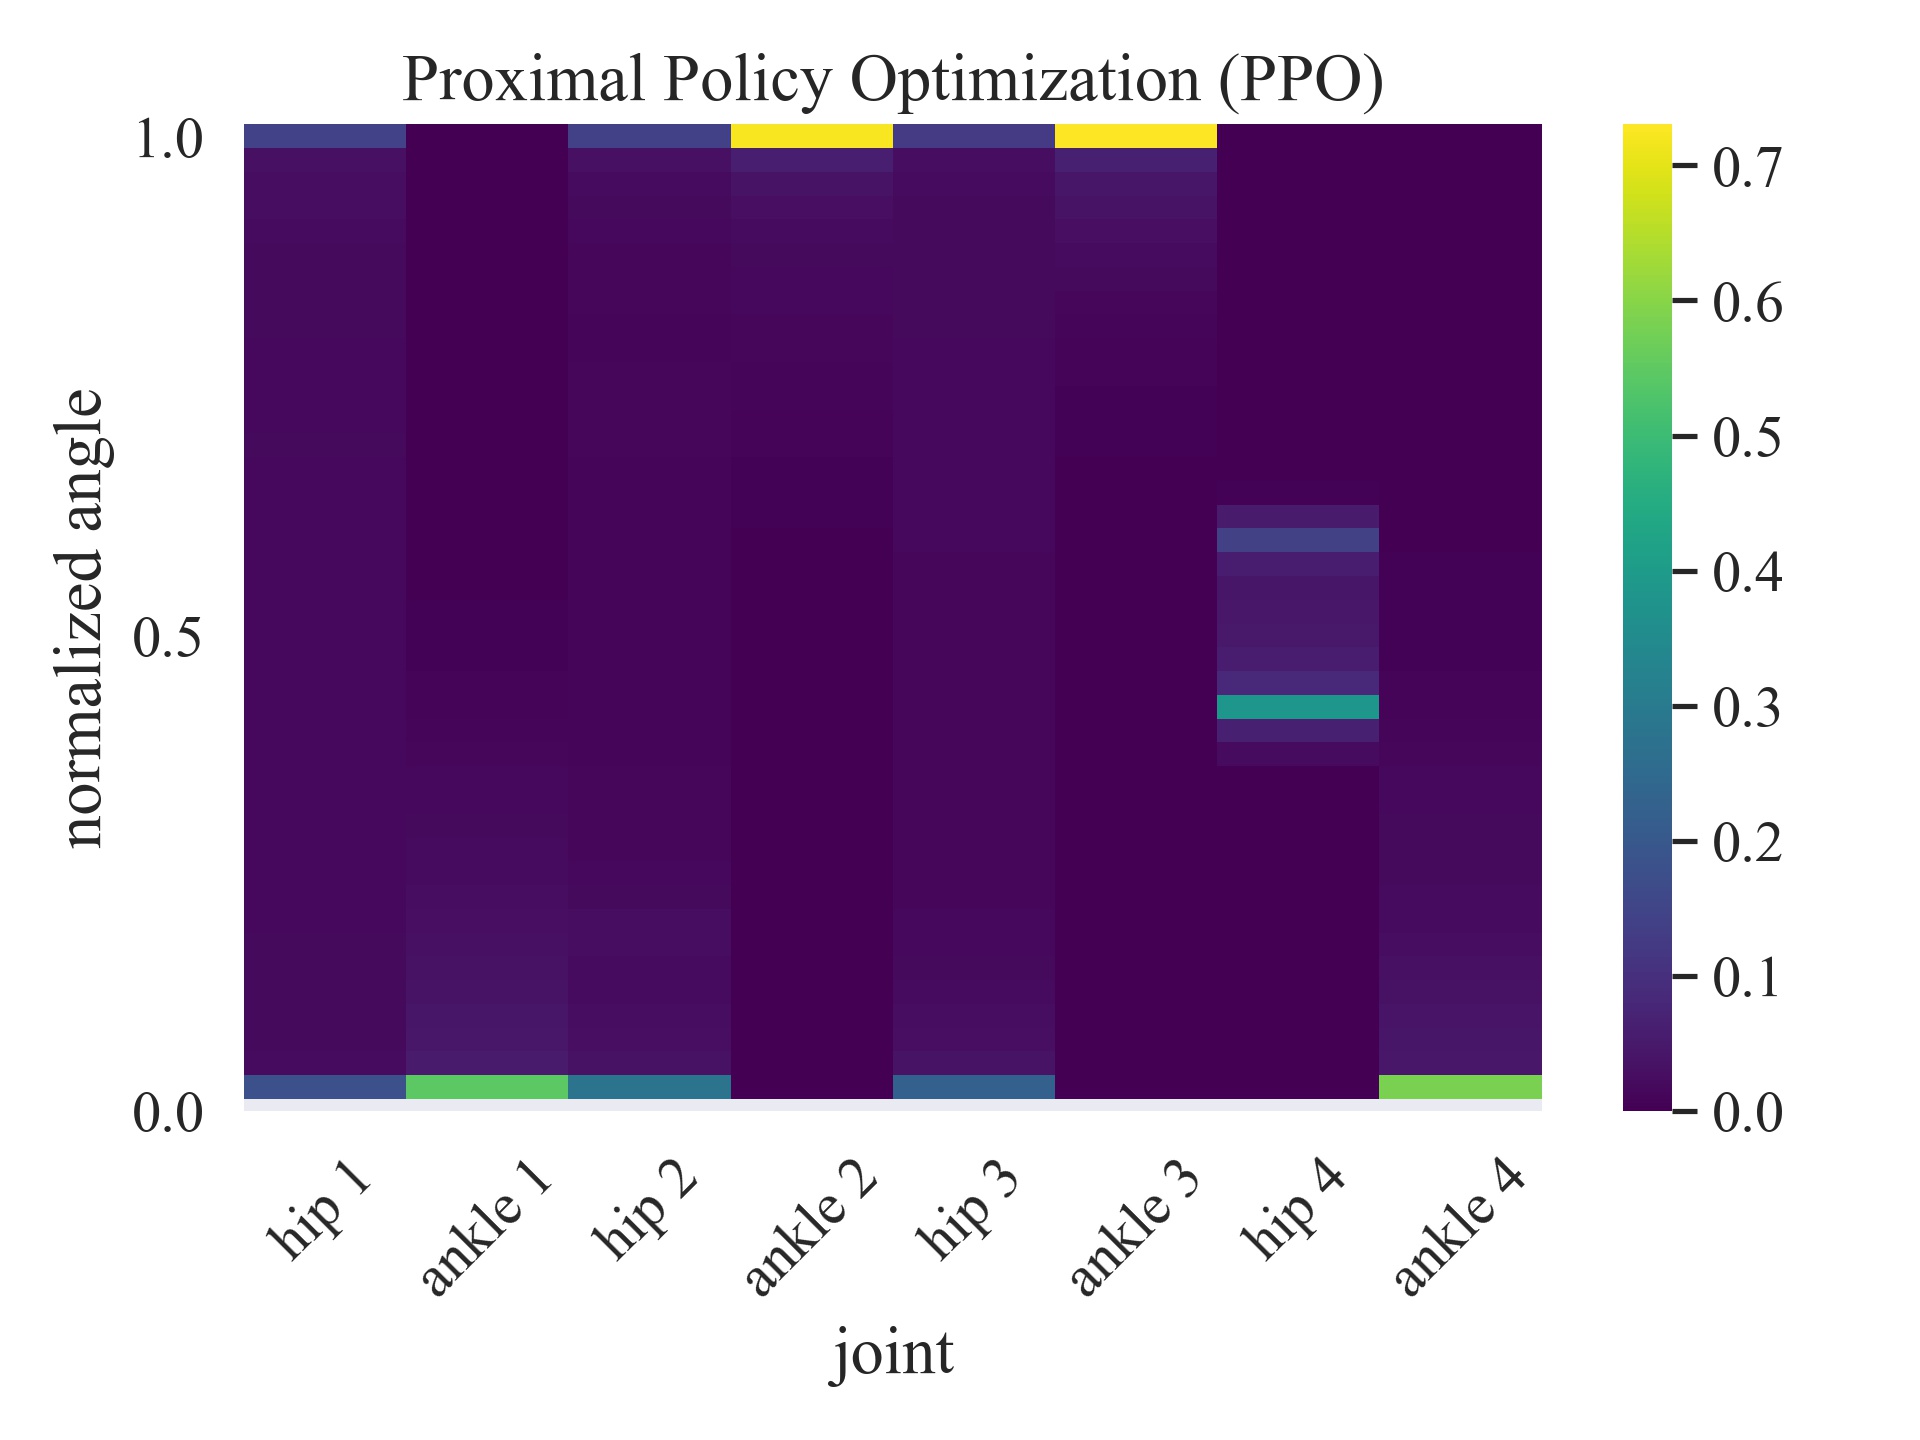 Proximal Policy Optimization (PPO)
1.0
0.5
0.0
normalized angle
hip 1
ankle 1
hip 2
ankle 2
hip 3
ankle 3
hip 4
ankle 4
joint
0.7
0.6
0.5
0.4
0.3
0.2
0.1
0.0